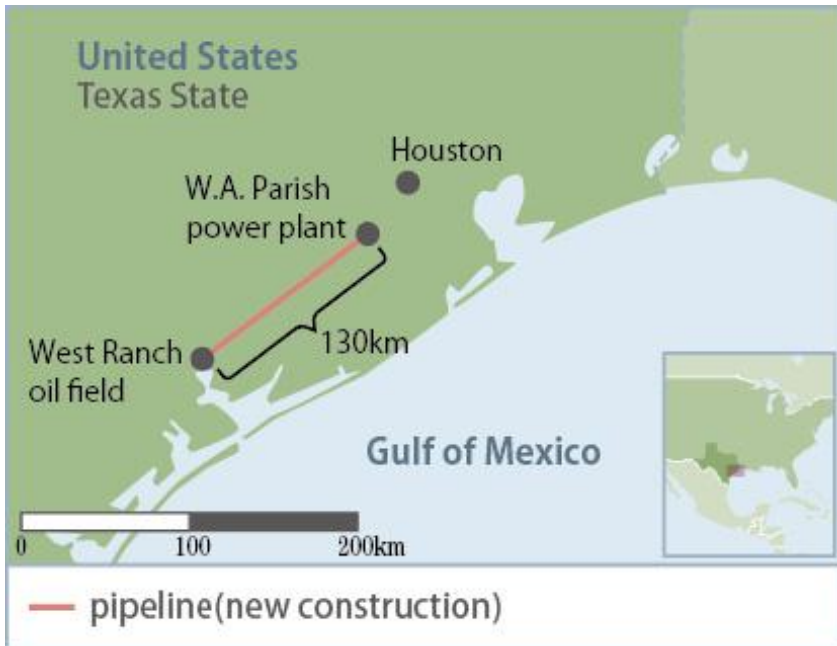 United States
Texas State
Houston
W.A. Parish
power plant
130km
West Ranch
oil field
Gulf of Mexico
0 100 200km
pipeline(new construction)